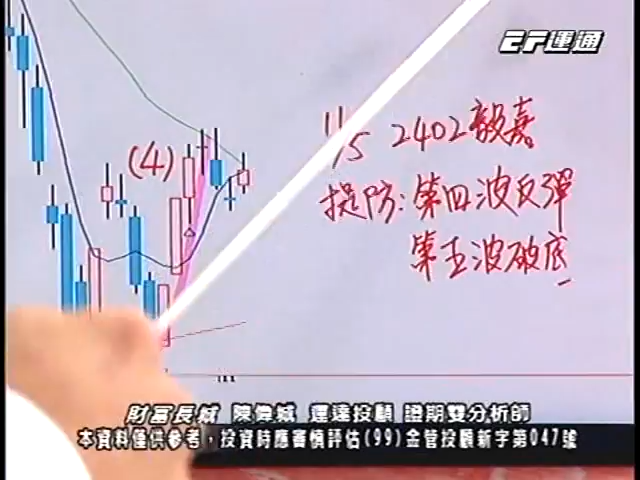 EF運通
11/5 2402毅嘉
(4)
提防:第四波反彈
第五波破底
財富長城 陳偉城 運達投顧 證期雙分析師
本資料僅供參考,投資時應審慎評估(99)金管投顧新字第047號